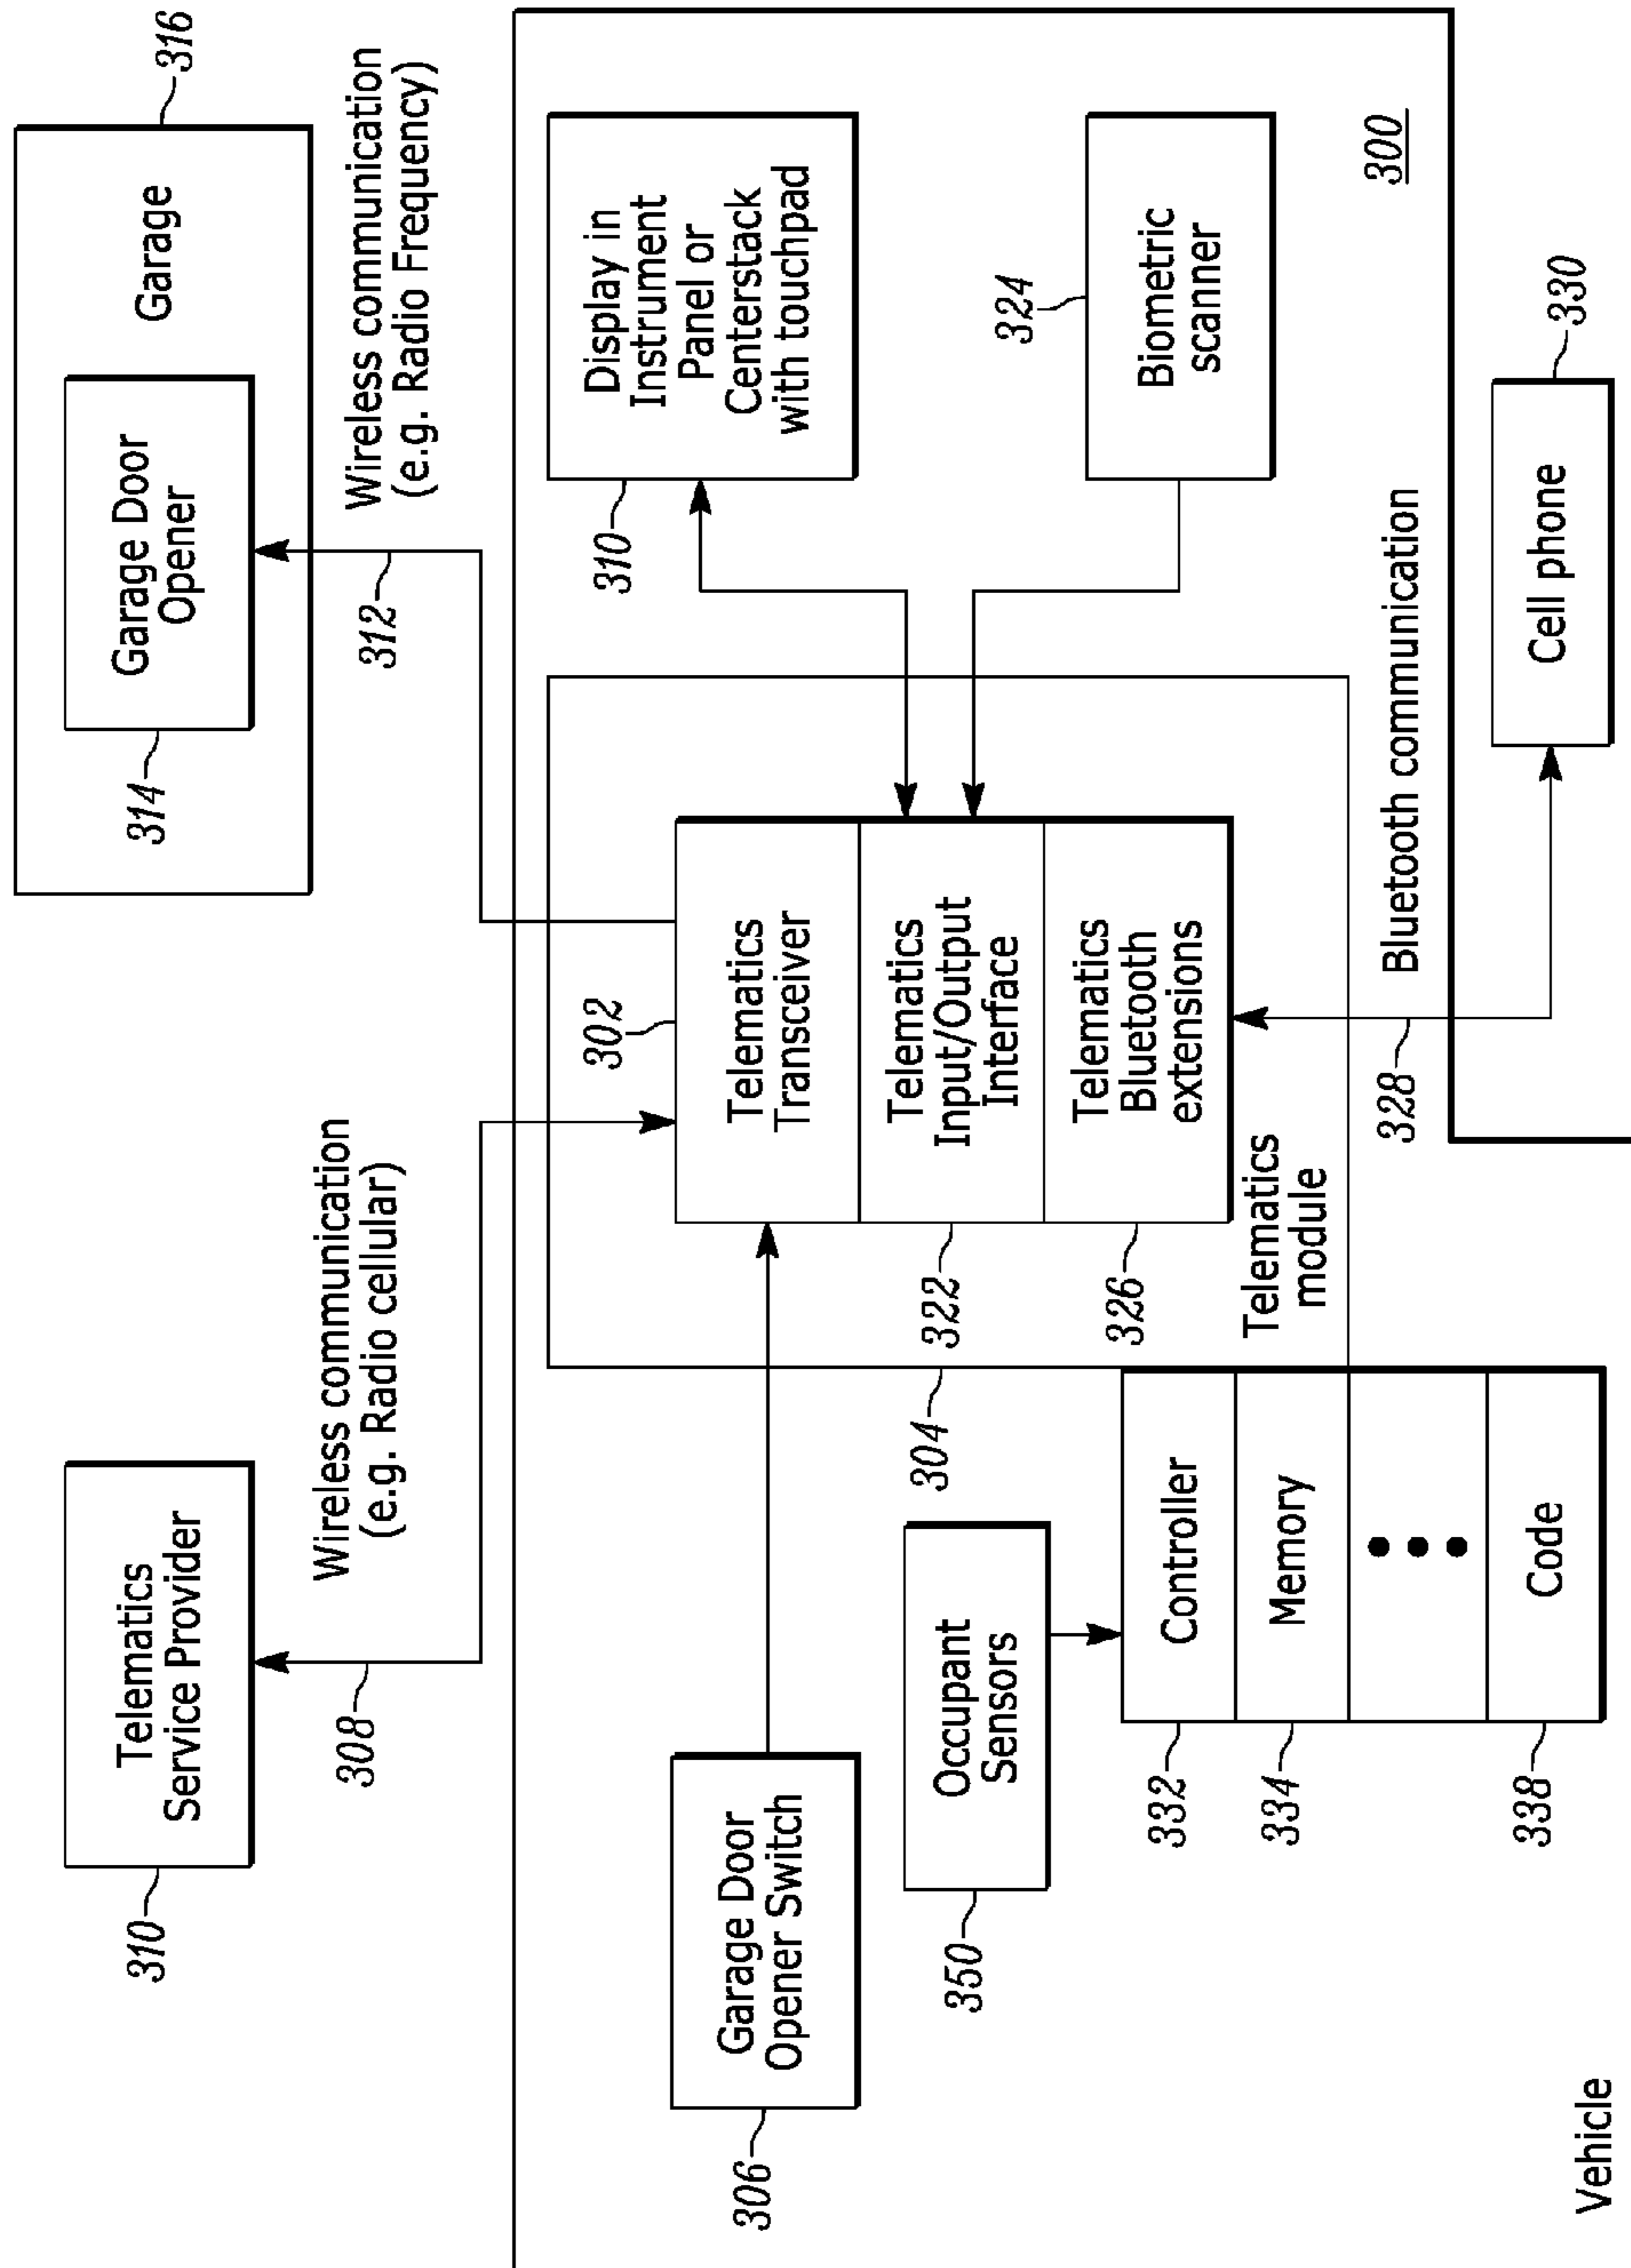 310
Telematics
Service Provider
Wireless communication
(e.g. Radio cellular)
308
314
Garage Door
Opener
Garage
316
312
Wireless communication
(e.g. Radio Frequency)
306
Garage Door
Opener Switch
302
Telematics
Transceiver
322
Telematics
Input/Output
Interface
326
Telematics
Bluetooth
extensions
Telematics
module
304
310
Display in
Instrument
Panel or
Centerstack
with touchpad
324
Biometric
scanner
300
350
Occupant
Sensors
332
Controller
334
Memory
338
Code
328
Bluetooth communication
Cell phone
330
Vehicle